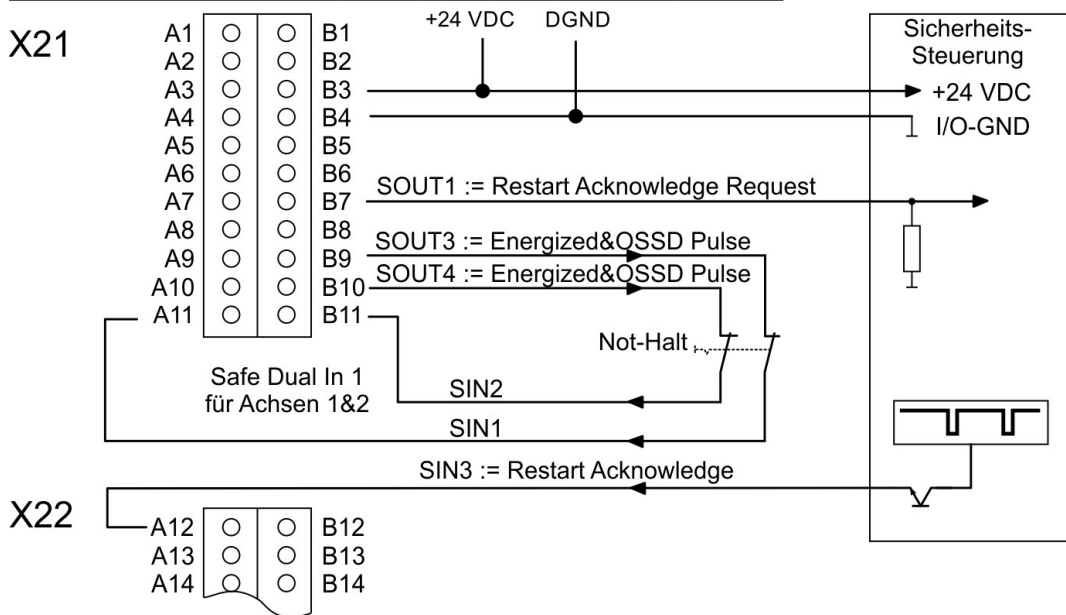 +24 VDC DGND
X21
A1 B1
A2 B2
A3 B3
A4 B4
A5 B5
A6 B6
A7 B7
A8 B8
A9 B9
A10 B10
A11 B11
Sicherheits-
Steuerung
+24 VDC
I/O-GND
SOUT1 := Restart Acknowledge Request
SOUT3 := Energized&OSSD Pulse
SOUT4 := Energized&OSSD Pulse
Not-Halt
Safe Dual In 1
für Achsen 1&2
SIN2
SIN1
SIN3 := Restart Acknowledge
X22
A12 B12
A13 B13
A14 B14